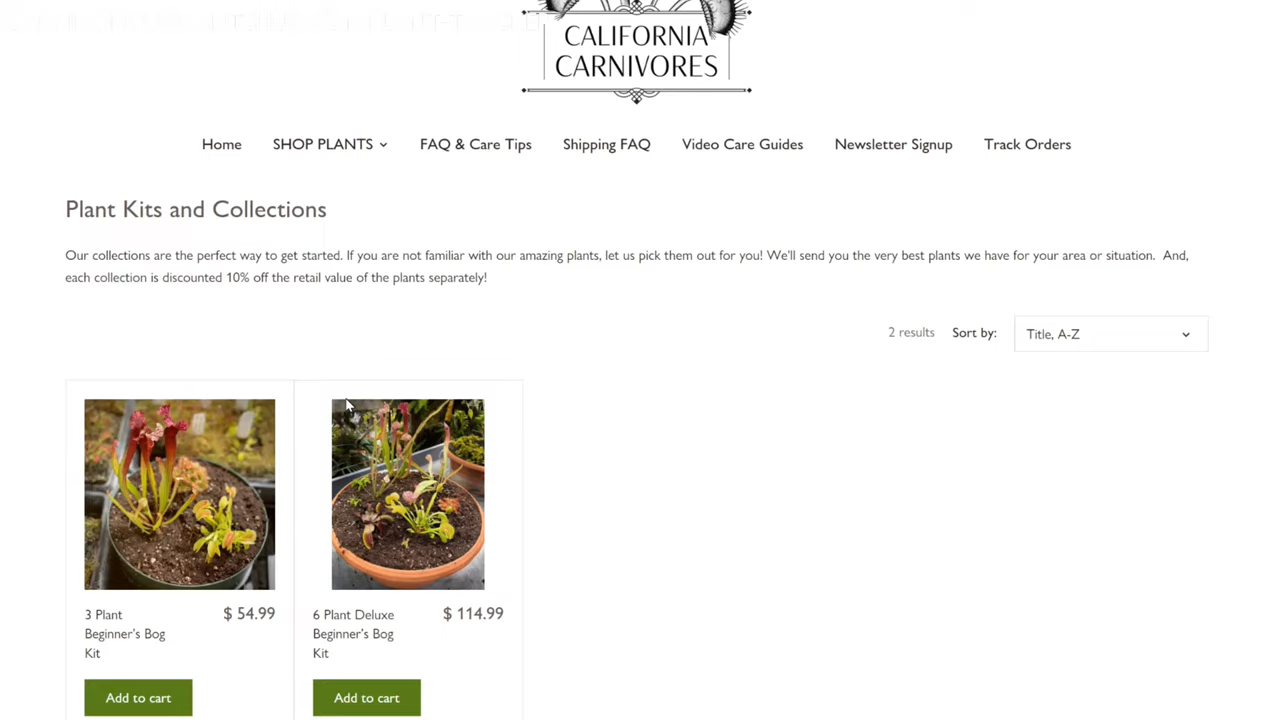 CALIFORNIA
CARNIVORES
Home SHOP PLANTS FAQ & Care Tips Shipping FAQ Video Care Guides Newsletter Signup Track Orders
Plant Kits and Collections
Our collections are the perfect way to get started. If you are not familiar with our amazing plants, let us pick them out for you! We'll send you the very best plants we have for your area or situation. And,
each collection is discounted 10% off the retail value of the plants separately!
2 results Sort by: Title, A-Z
3 Plant $ 54.99
Beginner's Bog
Kit
Add to cart
6 Plant Deluxe $ 114.99
Beginner's Bog
Kit
Add to cart